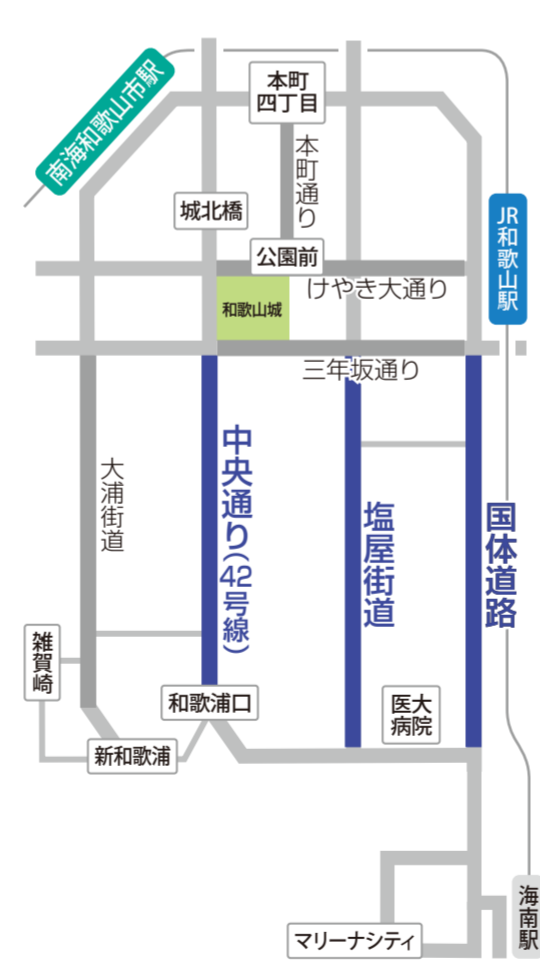 南海和歌山市駅
本町
四丁目
本町通り
城北橋
JR和歌山駅
公園前
けやき大通り
和歌山城
三年坂通り
大浦街道
中央通り(42号線)
塩屋街道
国体道路
雑賀崎
和歌浦口
医大
病院
新和歌浦
海南駅
マリーナシティ